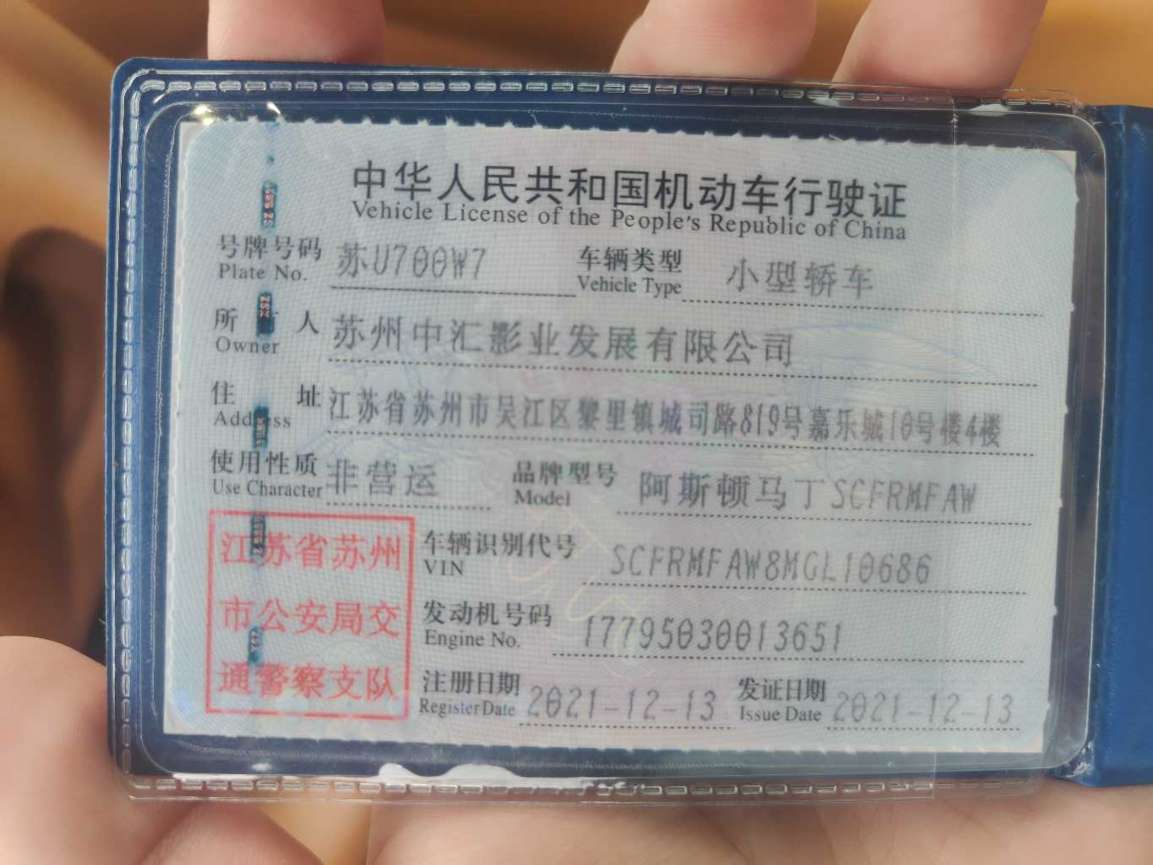 中华人民共和国机动车行驶证
Vehicle License of the People's Republic of China
号牌号码 苏U700W7 车辆类型 小型轿车
Plate No. Vehicle Type
所有人 苏州中汇影业发展有限公司
Owner
住址 江苏省苏州市吴江区黎里镇城司路819号嘉乐城10号楼4楼
Address
使用性质 非营运 品牌型号 阿斯顿马丁SCFRMFAW
Use Character Model
江苏省苏州
市公安局交
通警察支队
车辆识别代号 SCFRMFAW8MGL10686
VIN
发动机号码 17795030013651
Engine No.
注册日期 2021-12-13 发证日期 2021-12-13
Register Date Issue Date